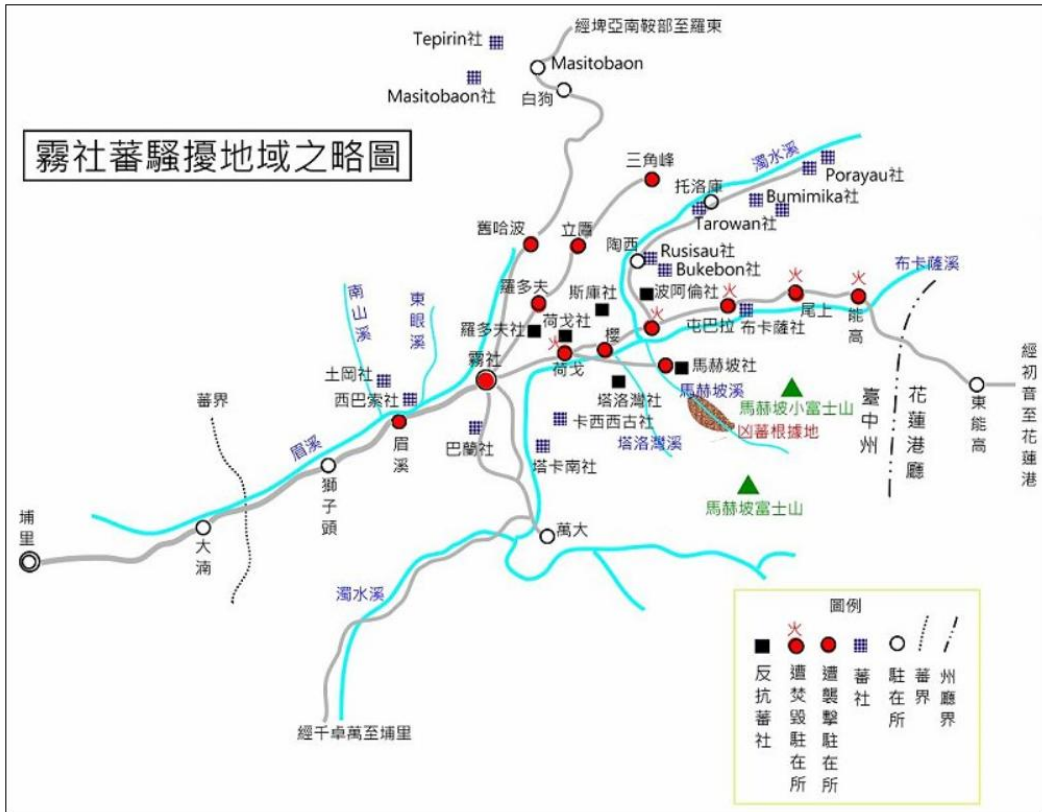 經埤亞南鞍部至羅東
Tepirin社
Masitobaon
Masitobaon社
白狗
霧社蕃騷擾地域之略圖
三角峰
濁水溪
托洛庫
Porayau社
Bumimika社
Tarowan社
舊哈波
立鷹
陶西
Rusisau社
Bukebon社
布卡薩溪
南山溪
東眼溪
羅多夫
斯庫社
波阿倫社
火
火
火
火
火
羅多夫社
荷戈社
櫻
屯巴拉
布卡薩社
尾上
能高
霧社
荷戈
馬赫坡社
土岡社
西巴索社
塔洛灣社
馬赫坡溪
馬赫坡小富士山
蕃界
眉溪
眉溪
巴蘭社
卡西西古社
塔卡南社
塔洛灣溪
凶蕃根據地
臺中州
花蓮港廳
東能高
經初音至花蓮港
獅子頭
馬赫坡富士山
埔里
大湳
萬大
濁水溪
經千卓萬至埔里
圖例
火
反抗蕃社
遭焚毀駐在所
遭襲擊駐在所
蕃社
駐在所
蕃界
州廳界